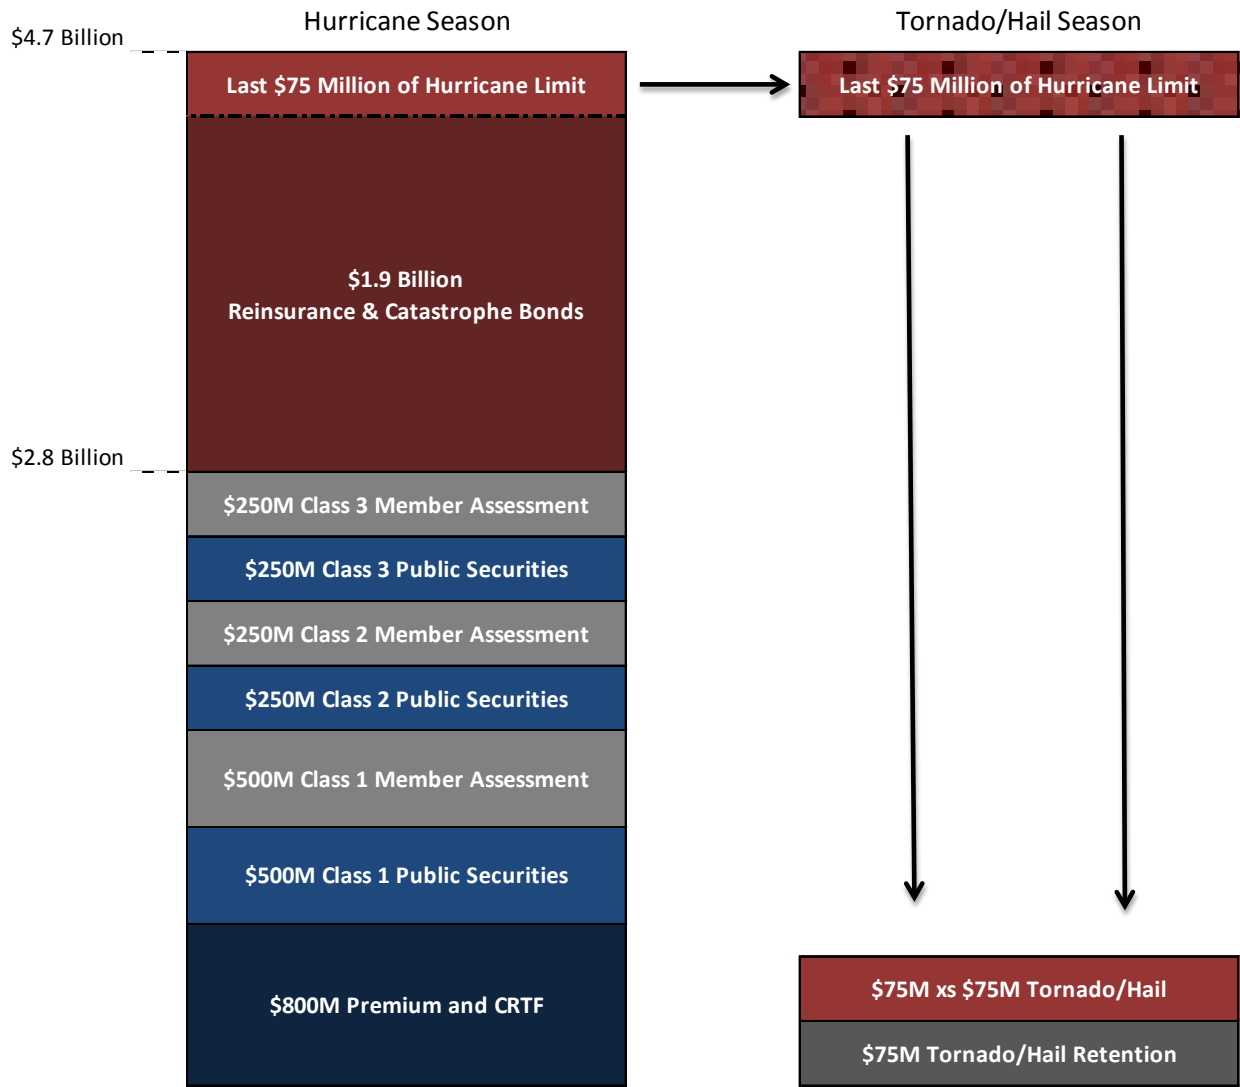 Hurricane Season
Tornado/Hail Season
$4.7 Billion
Last $75 Million of Hurricane Limit
Last $75 Million of Hurricane Limit
$1.9 Billion
Reinsurance & Catastrophe Bonds
$2.8 Billion
$250M Class 3 Member Assessment
$250M Class 3 Public Securities
$250M Class 2 Member Assessment
$250M Class 2 Public Securities
$500M Class 1 Member Assessment
$500M Class 1 Public Securities
$800M Premium and CRTF
$75M xs $75M Tornado/Hail
$75M Tornado/Hail Retention